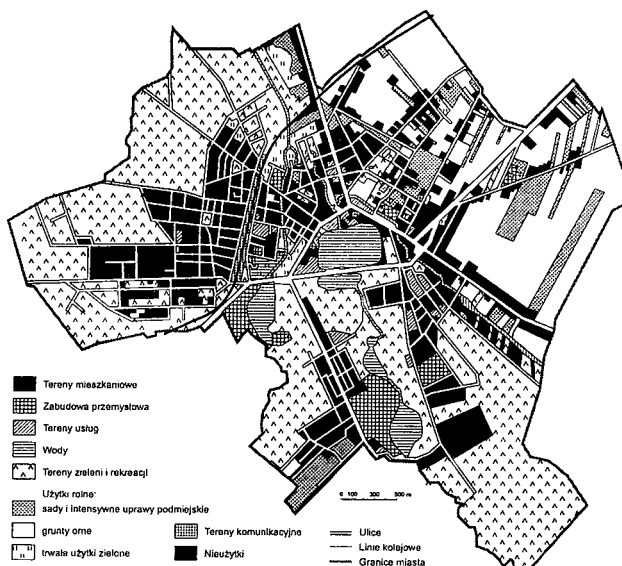 Tereny mieszkaniowe
Zabudowa przemysłowa
Tereny usług
Wody
Tereny zieleni i rekreacji
Użytki rolne:
sady i intensywne uprawy podmiejskie
grunty orne
trwałe użytki zielone
Tereny komunikacyjne
Nieużytki
0 100 300 500 m
Ulice
Linie kolejowe
Granice miasta